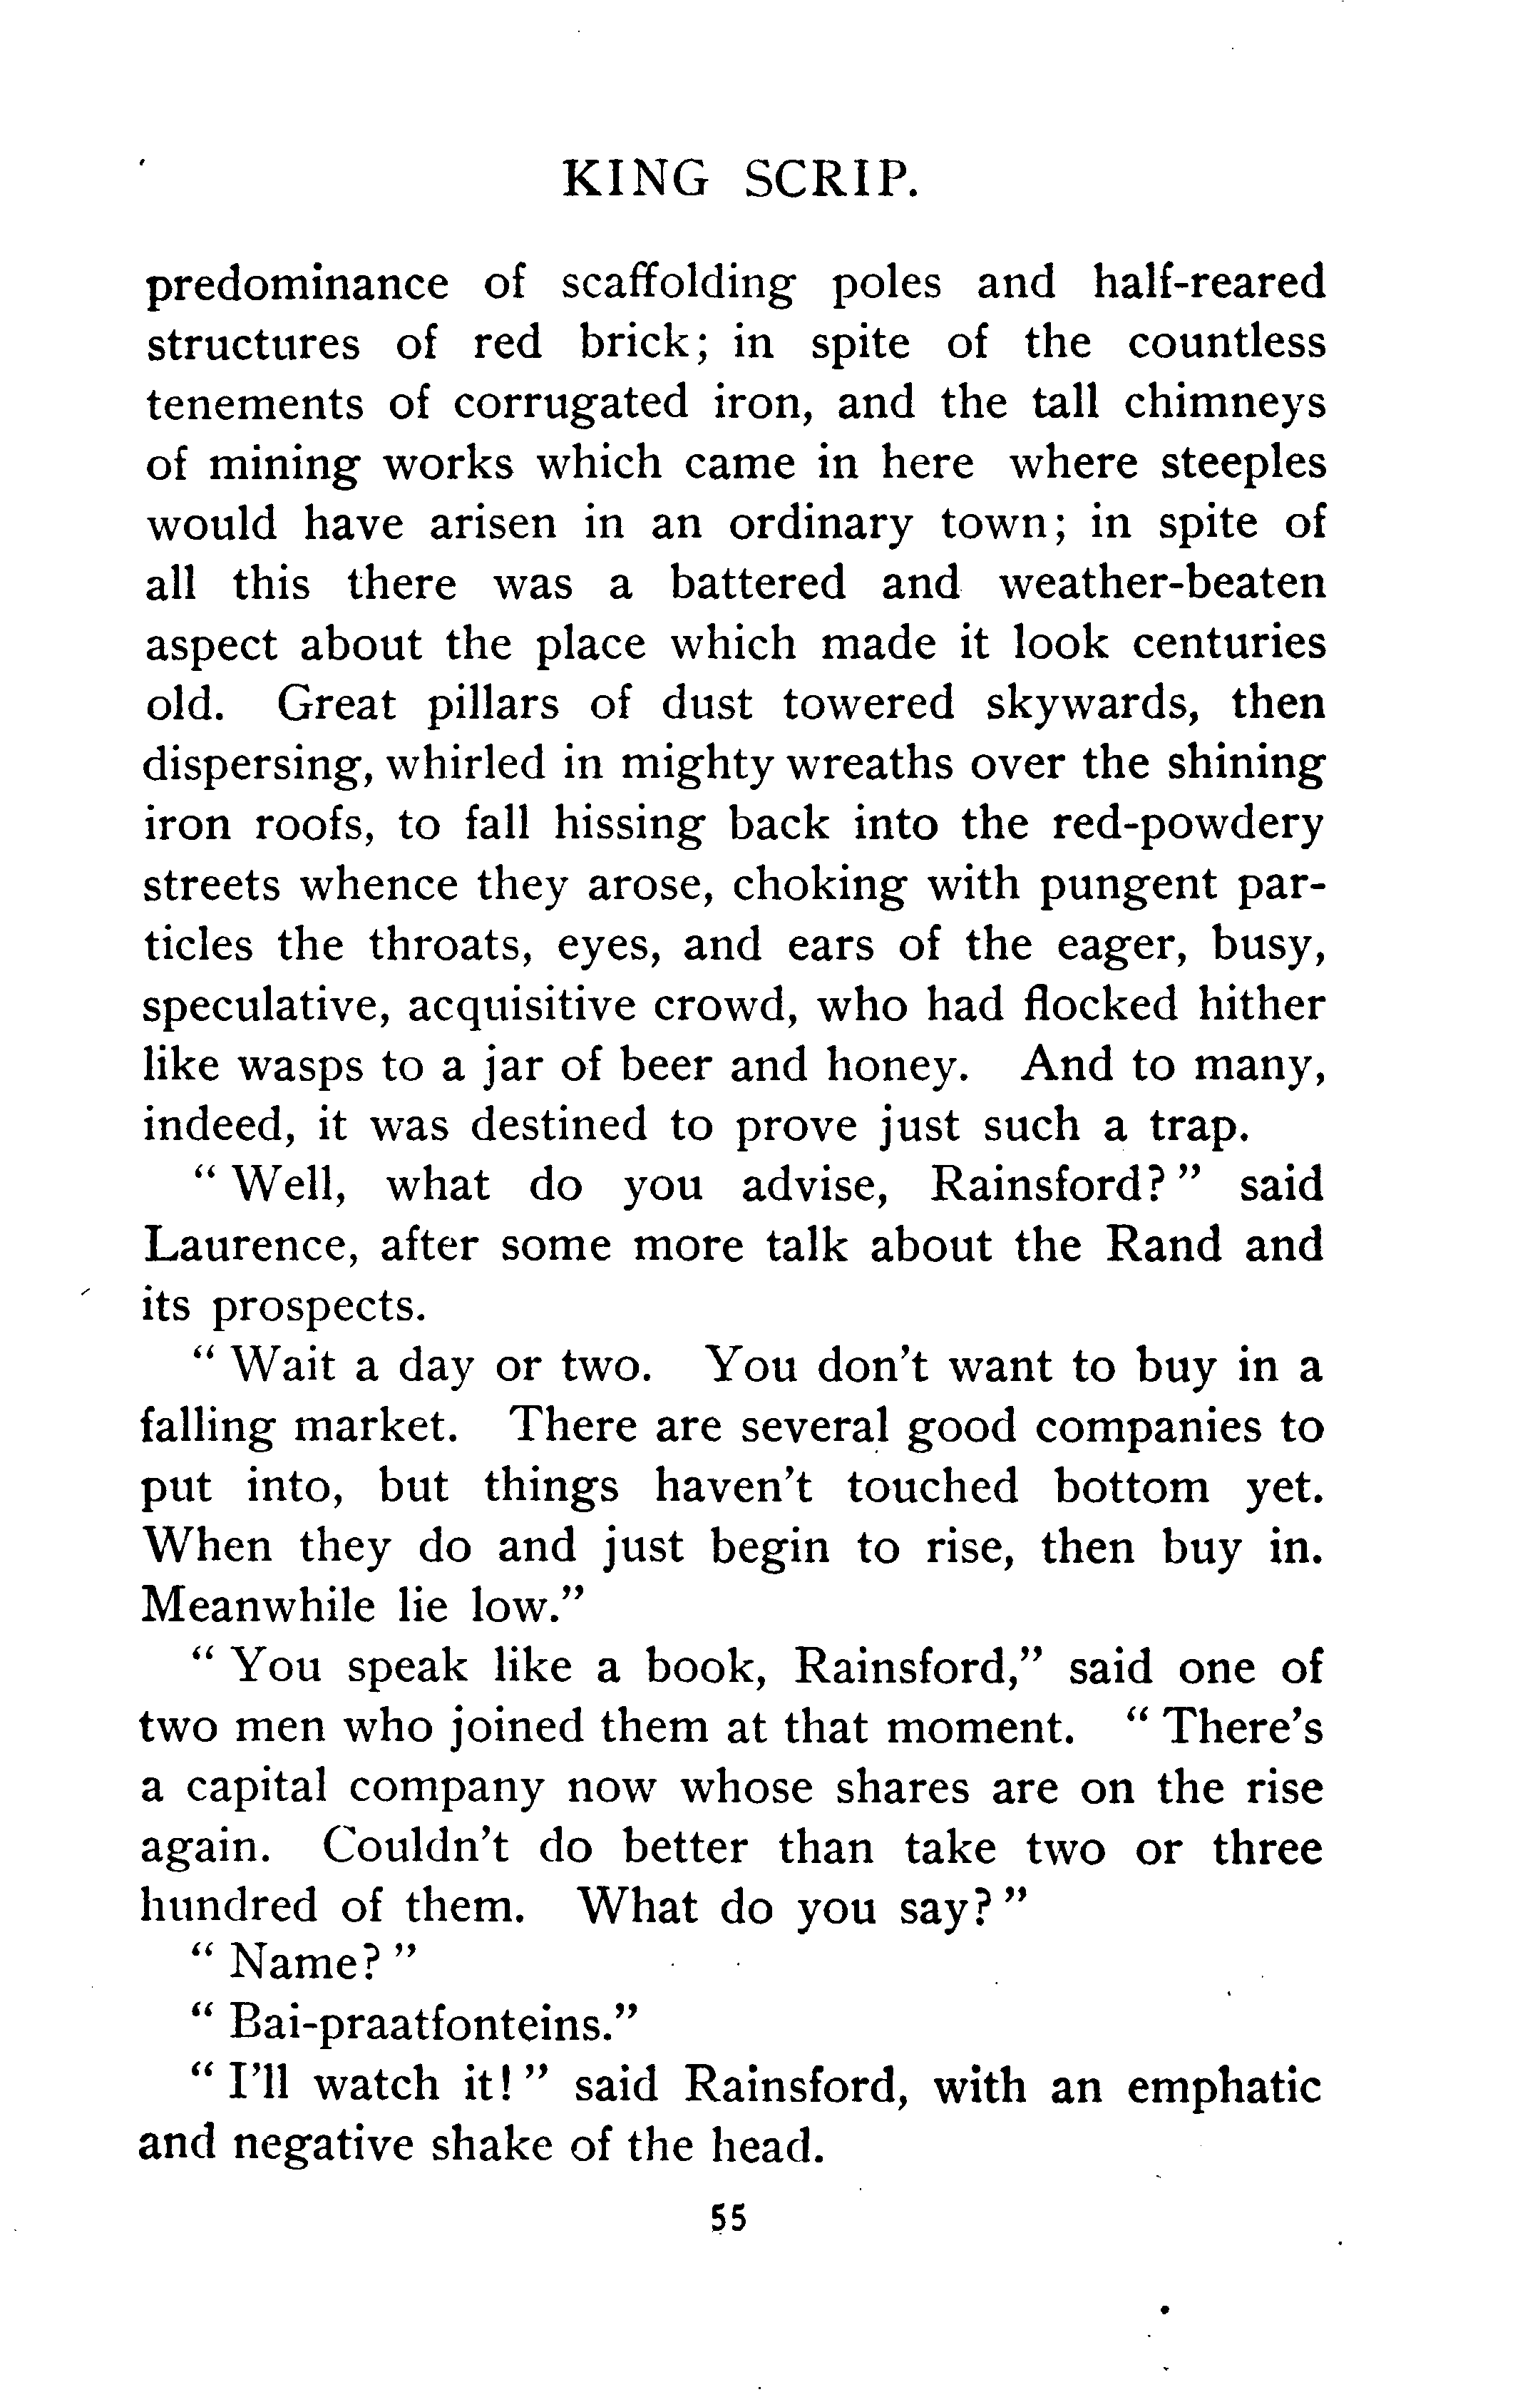 KING SCRIP.
predominance of scaffolding poles and half-reared
structures of red brick; in spite of the countless
tenements of corrugated iron, and the tall chimneys
of mining works which came in here where steeples
would have arisen in an ordinary town; in spite of
all this there was a battered and weather-beaten
aspect about the place which made it look centuries
old. Great pillars of dust towered skywards, then
dispersing, whirled in mighty wreaths over the shining
iron roofs, to fall hissing back into the red-powdery
streets whence they arose, choking with pungent par-
ticles the throats, eyes, and ears of the eager, busy,
speculative, acquisitive crowd, who had flocked hither
like wasps to a jar of beer and honey. And to many,
indeed, it was destined to prove just such a trap.
“Well, what do you advise, Rainsford?” said
Laurence, after some more talk about the Rand and
its prospects.
“Wait a day or two. You don't want to buy in a
falling market. There are several good companies to
put into, but things haven't touched bottom yet.
When they do and just begin to rise, then buy in.
Meanwhile lie low.”
“You speak like a book, Rainsford,” said one of
two men who joined them at that moment. “There's
a capital company now whose shares are on the rise
again. Couldn't do better than take two or three
hundred of them. What do you say?”
“Name?”
“Bai-praatfonteins.”
“I'll watch it!” said Rainsford, with an emphatic
and negative shake of the head.
55